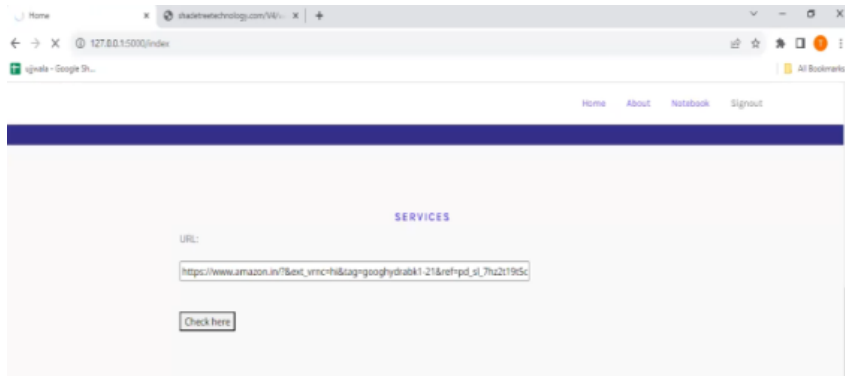 Home
shadetreetechnology.com/V4/
127.0.0.1:5000/index
ujjwala - Google Sh...
All Bookmarks
Home About Notebook Signout
SERVICES
URL:
https://www.amazon.in/?&ext_vrnc=hi&tag=googhydrabk1-21&ref=pd_sl_7hz2t19t5c
Check here